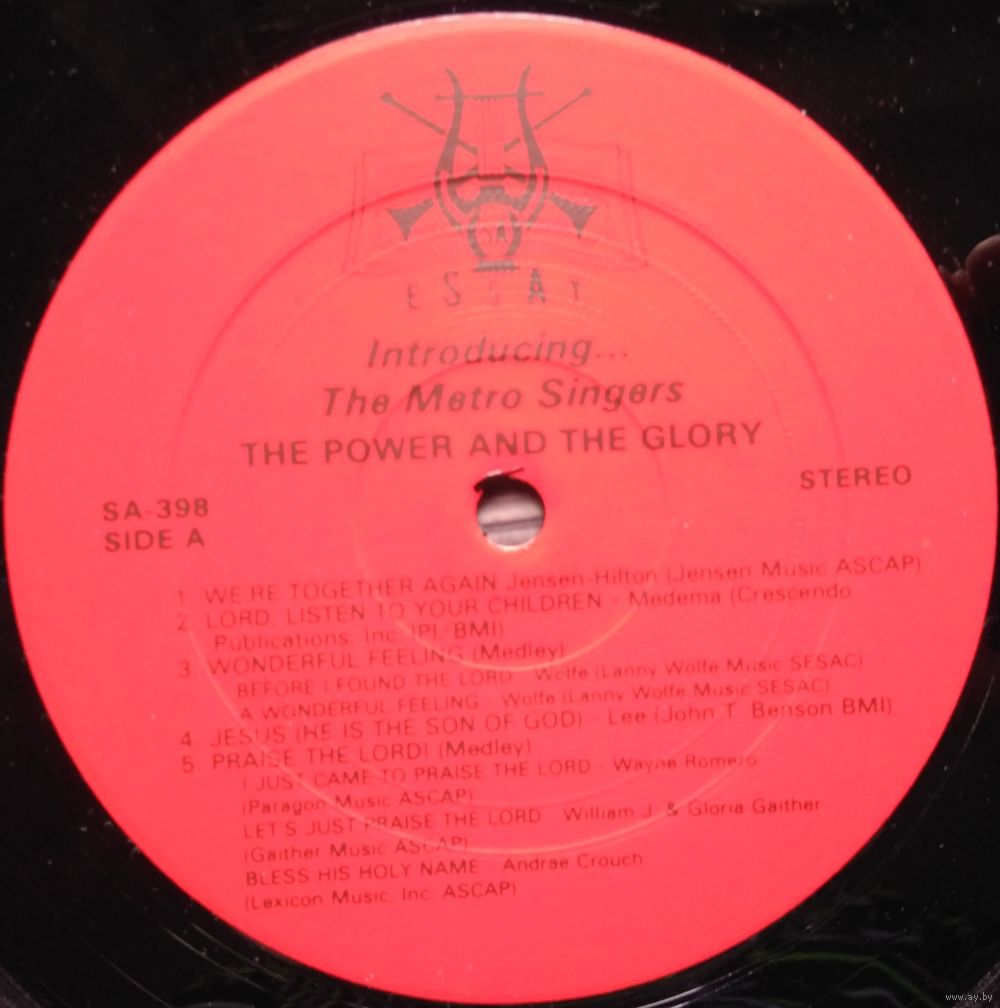 SA
ESSAY
Introducing...
The Metro Singers
THE POWER AND THE GLORY
STEREO
SA-398
SIDE A
1 WE'RE TOGETHER AGAIN Jensen-Hilton (Jensen Music ASCAP)
2 LORD, LISTEN TO YOUR CHILDREN - Medema (Crescendo
Publications, Inc. (PI/BMI)
3 WONDERFUL FEELING (Medley)
BEFORE I FOUND THE LORD - Wolfe (Lanny Wolfe Music SESAC)
A WONDERFUL FEELING - Wolfe (Lanny Wolfe Music SESAC)
4 JESUS (HE IS THE SON OF GOD) - Lee (John T. Benson BMI)
5 PRAISE THE LORD! (Medley)
I JUST CAME TO PRAISE THE LORD - Wayne Romero
(Paragon Music ASCAP)
LET'S JUST PRAISE THE LORD - William J. & Gloria Gaither
(Gaither Music ASCAP)
BLESS HIS HOLY NAME - Andrae Crouch
(Lexicon Music, Inc. ASCAP)
www.ay.by